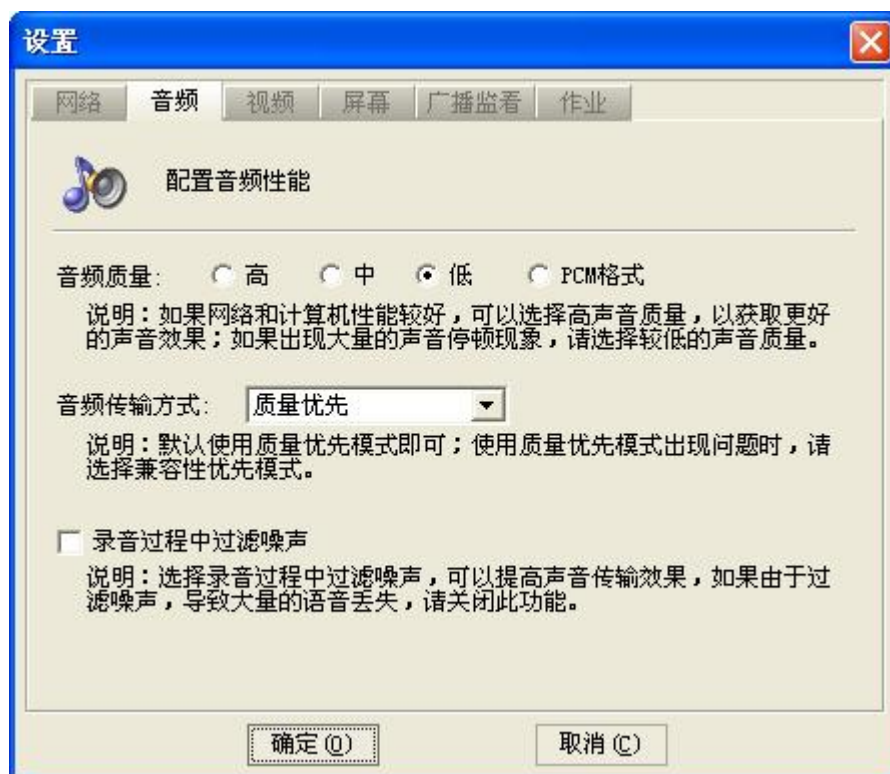 设置
网络 音频 视频 屏幕 广播监看 作业
配置音频性能
音频质量: 高 中 低 PCM格式
说明：如果网络和计算机性能较好，可以选择高声音质量，以获取更好
的声音效果；如果出现大量的声音停顿现象，请选择较低的声音质量。
音频传输方式: 质量优先
说明：默认使用质量优先模式即可；使用质量优先模式出现问题时，请
选择兼容性优先模式。
录音过程中过滤噪声
说明：选择录音过程中过滤噪声，可以提高声音传输效果，如果由于过
滤噪声，导致大量的语音丢失，请关闭此功能。
确定(O) 取消(C)